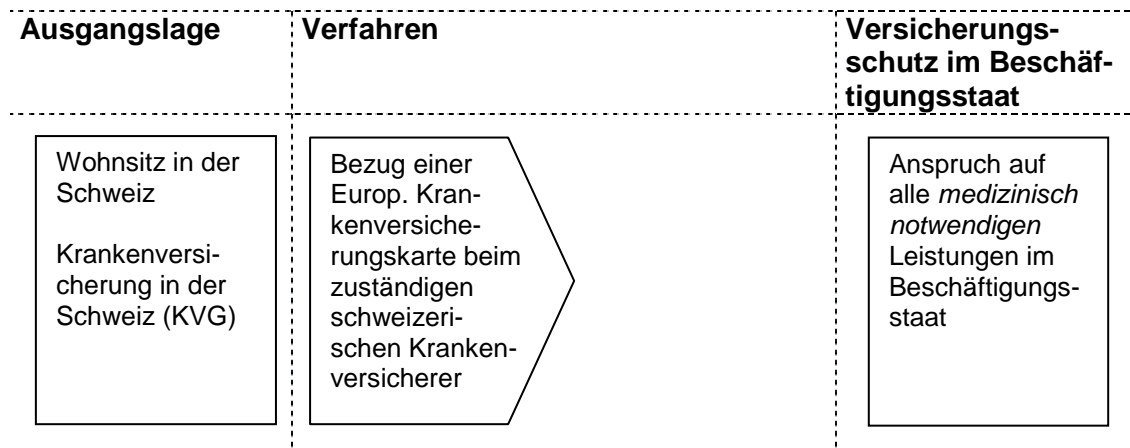 Ausgangslage
Verfahren
Versicherungs-
schutz im Beschäf-
tigungsstaat
Wohnsitz in der
Schweiz
Krankenversi-
cherung in der
Schweiz (KVG)
Bezug einer
Europ. Kran-
kenversiche-
rungskarte beim
zuständigen
schweizeri-
schen Kranken-
versicherer
Anspruch auf
alle medizinisch
notwendigen
Leistungen im
Beschäftigungs-
staat